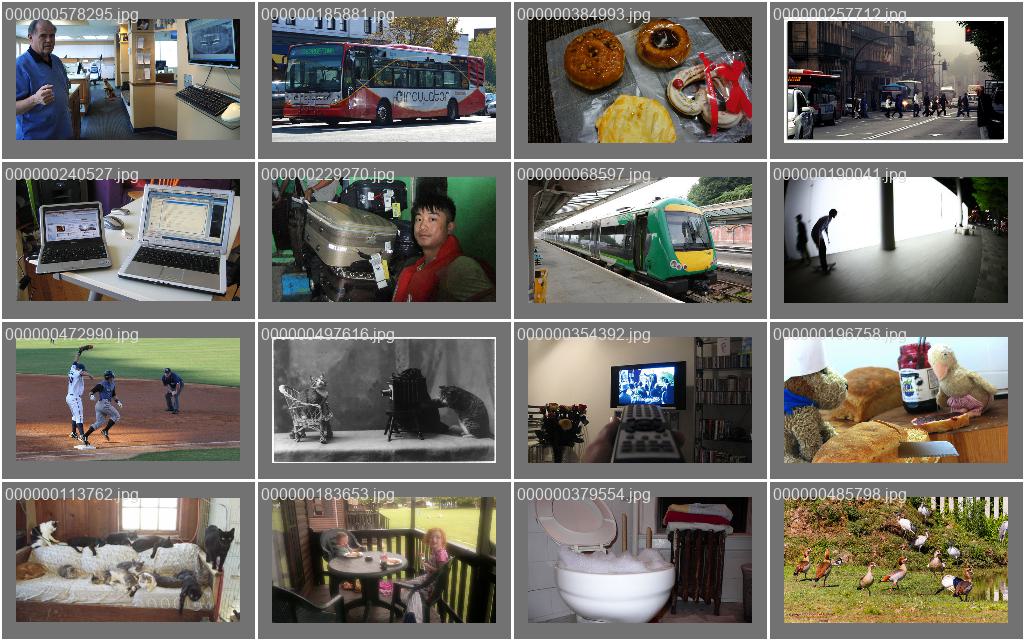 000000578295.jpg
000000185881.jpg
000000384993.jpg
000000257712.jpg
circulator
000000240527.jpg
000000229270.jpg
000000068597.jpg
000000190041.jpg
000000472990.jpg
000000497616.jpg
000000354392.jpg
000000196758.jpg
000000113762.jpg
000000183653.jpg
000000379554.jpg
000000485798.jpg